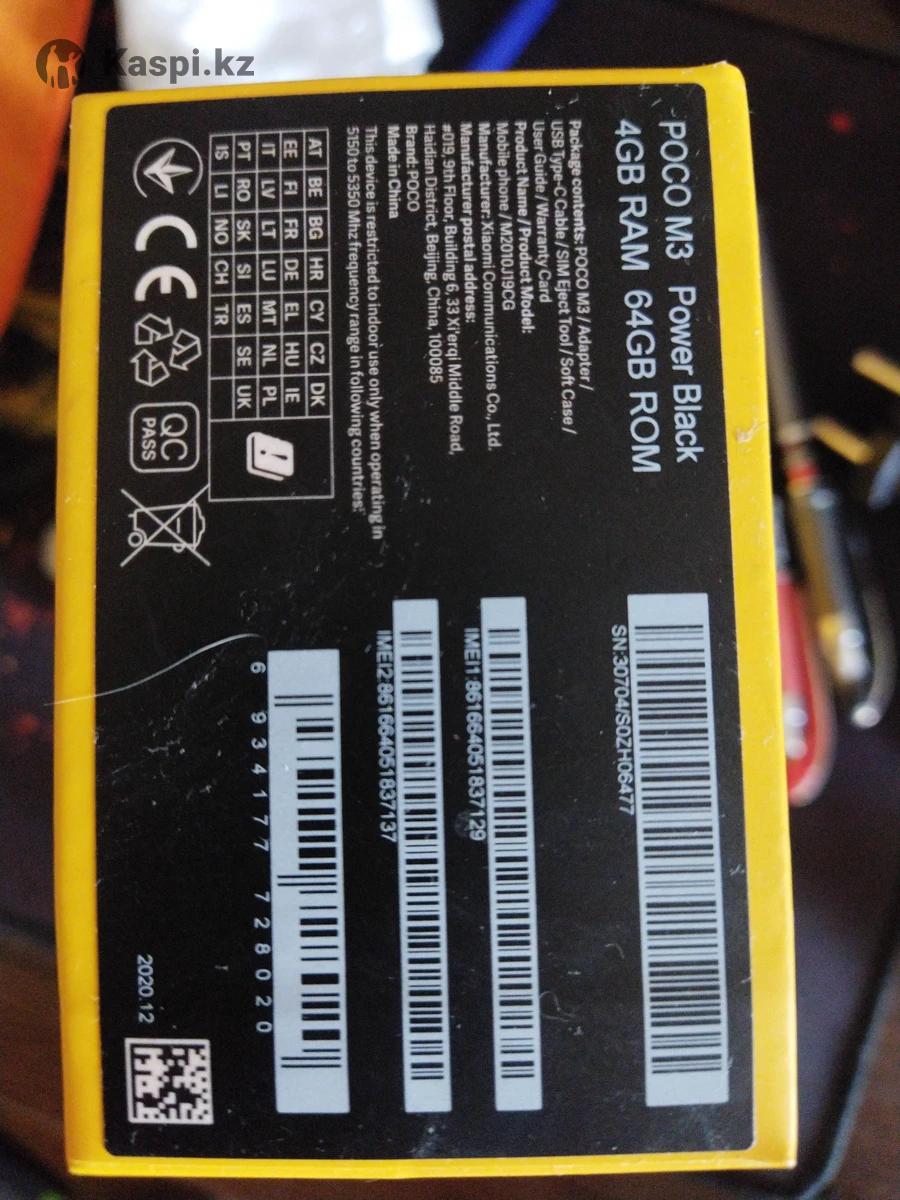 Kaspi.kz
POCO M3 Power Black
4GB RAM 64GB ROM
Package contents: POCO M3 / Adapter /
USB Type-C Cable / SIM Eject Tool / Soft Case /
User Guide / Warranty Card
Product Name / Product Model:
Mobile phone / M2010J19CG
Manufacturer: Xiaomi Communications Co., Ltd.
Manufacturer postal address:
#019, 9th Floor, Building 6, 33 Xi'erqi Middle Road,
Haidian District, Beijing, China, 100085
Brand: POCO
Made in China
This device is restricted to indoor use only when operating in
5150 to 5350 Mhz frequency range in following countries:
AT BE BG HR CY CZ DK
EE FI FR DE EL HU IE
IT LV LT LU MT NL PL
PT RO SK SI ES SE UK
IS LI NO CH TR
CE
QC
PASS
SN:30704/S0ZH06477
IMEI1:861664051837129
IMEI2:861664051837137
6 934177 728020
2020.12